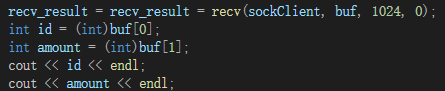 recv_result = recv_result = recv(sockClient, buf, 1024, 0);
int id = (int)buf[0];
int amount = (int)buf[1];
cout << id << endl;
cout << amount << endl;